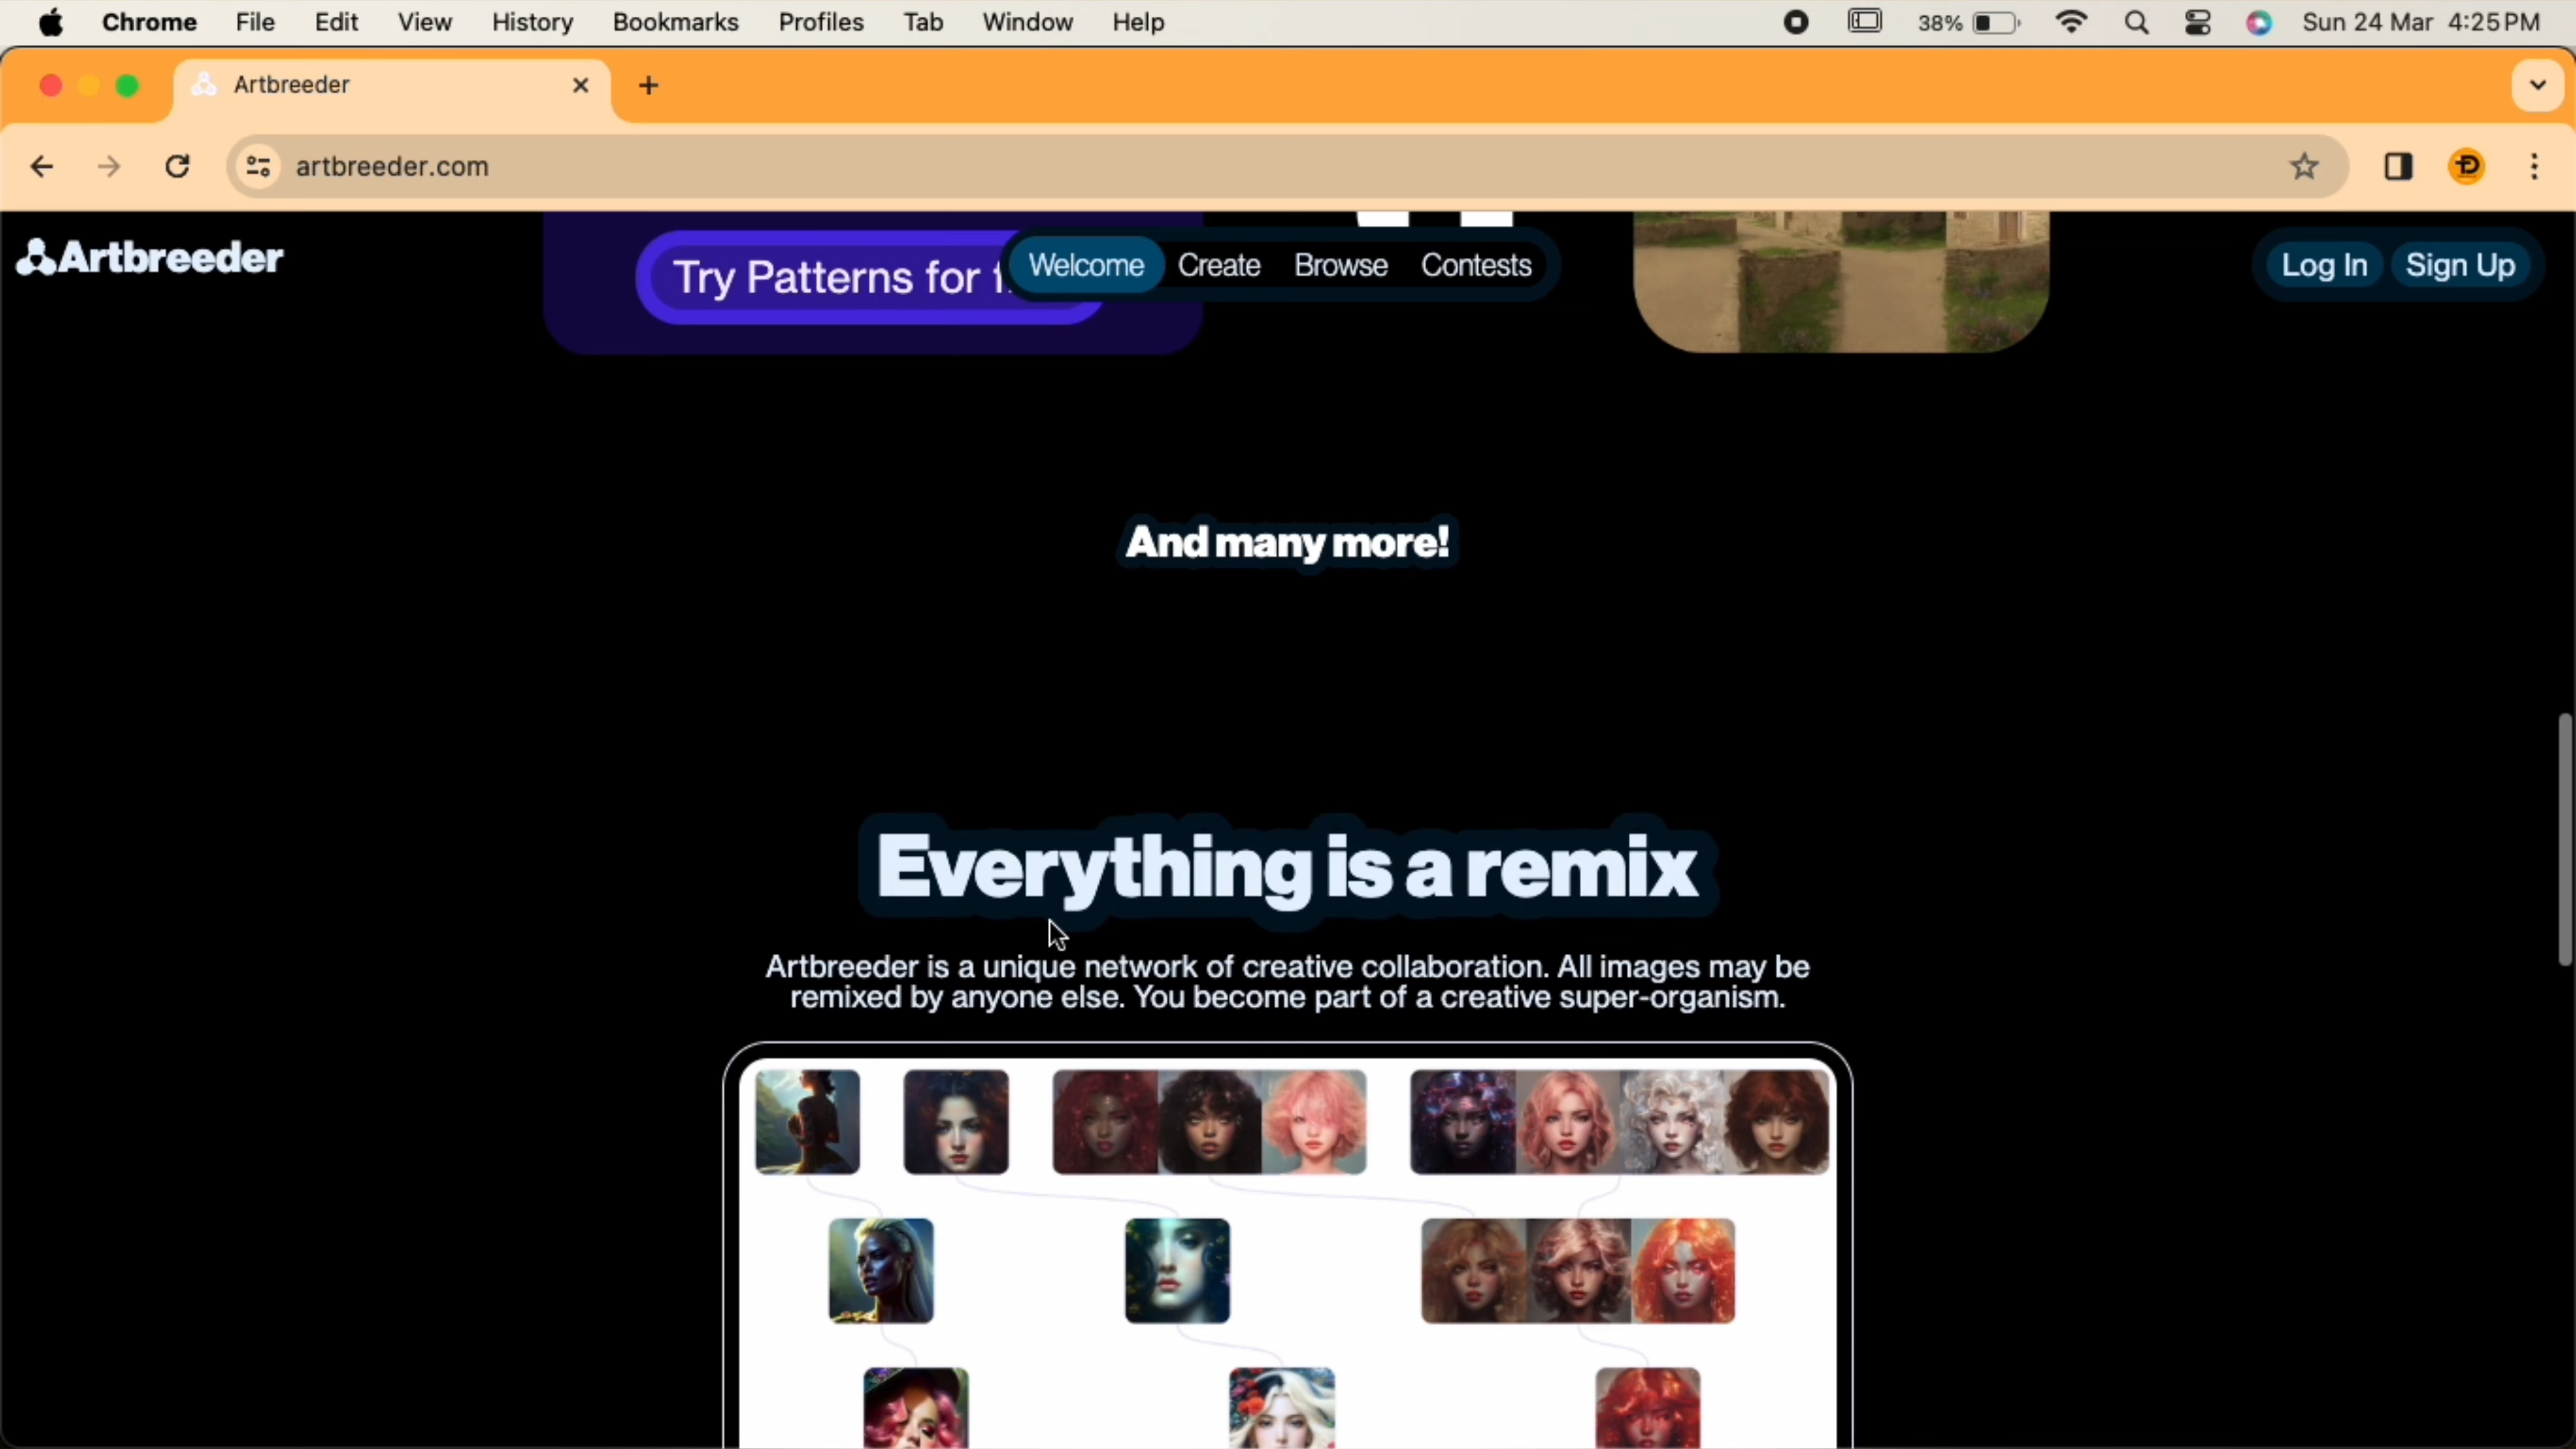 Chrome File Edit View History Bookmarks Profiles Tab Window Help 38% Sun 24 Mar 4:25 PM
Artbreeder
artbreeder.com
Artbreeder Try Patterns for f Welcome Create Browse Contests Log In Sign Up
And many more!
Everything is a remix
Artbreeder is a unique network of creative collaboration. All images may be
remixed by anyone else. You become part of a creative super-organism.